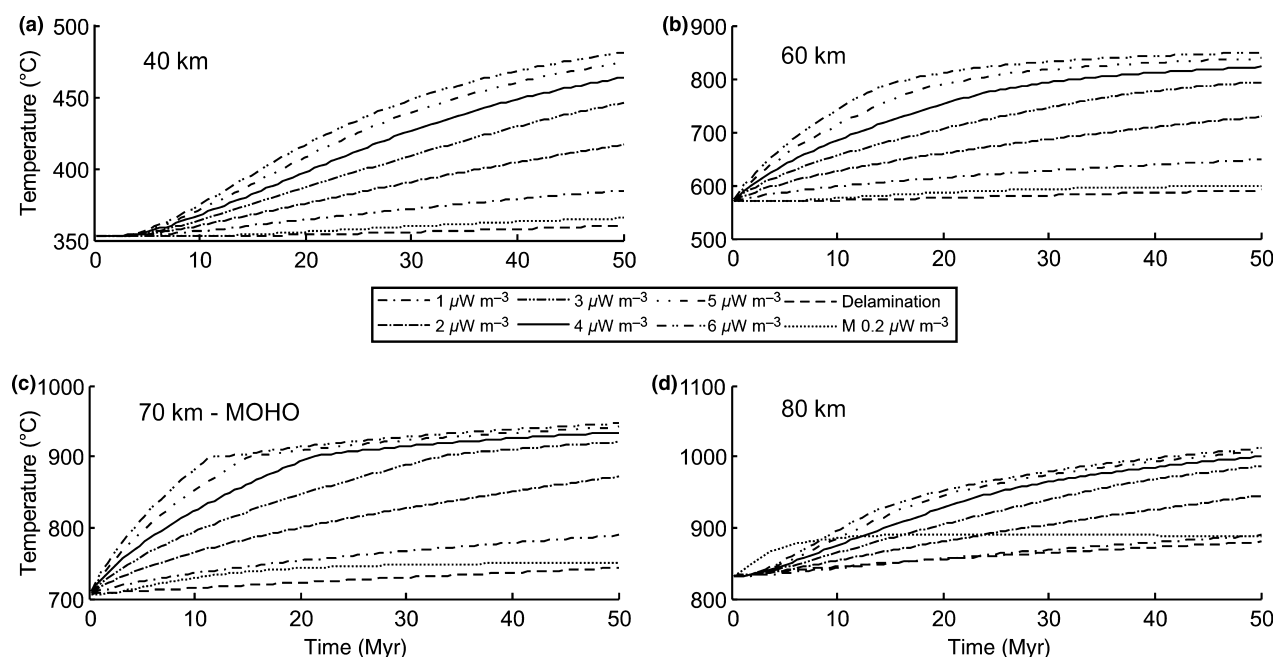 (a)
500
450
400
350
Temperature (°C)
40 km
0 10 20 30 40 50
(b)
900
800
700
600
500
60 km
0 10 20 30 40 50
1 µW m⁻³ 3 µW m⁻³ 5 µW m⁻³ Delamination
2 µW m⁻³ 4 µW m⁻³ 6 µW m⁻³ M 0.2 µW m⁻³
(c)
1000
900
800
700
Temperature (°C)
70 km - MOHO
0 10 20 30 40 50
Time (Myr)
(d)
1100
1000
900
800
80 km
0 10 20 30 40 50
Time (Myr)